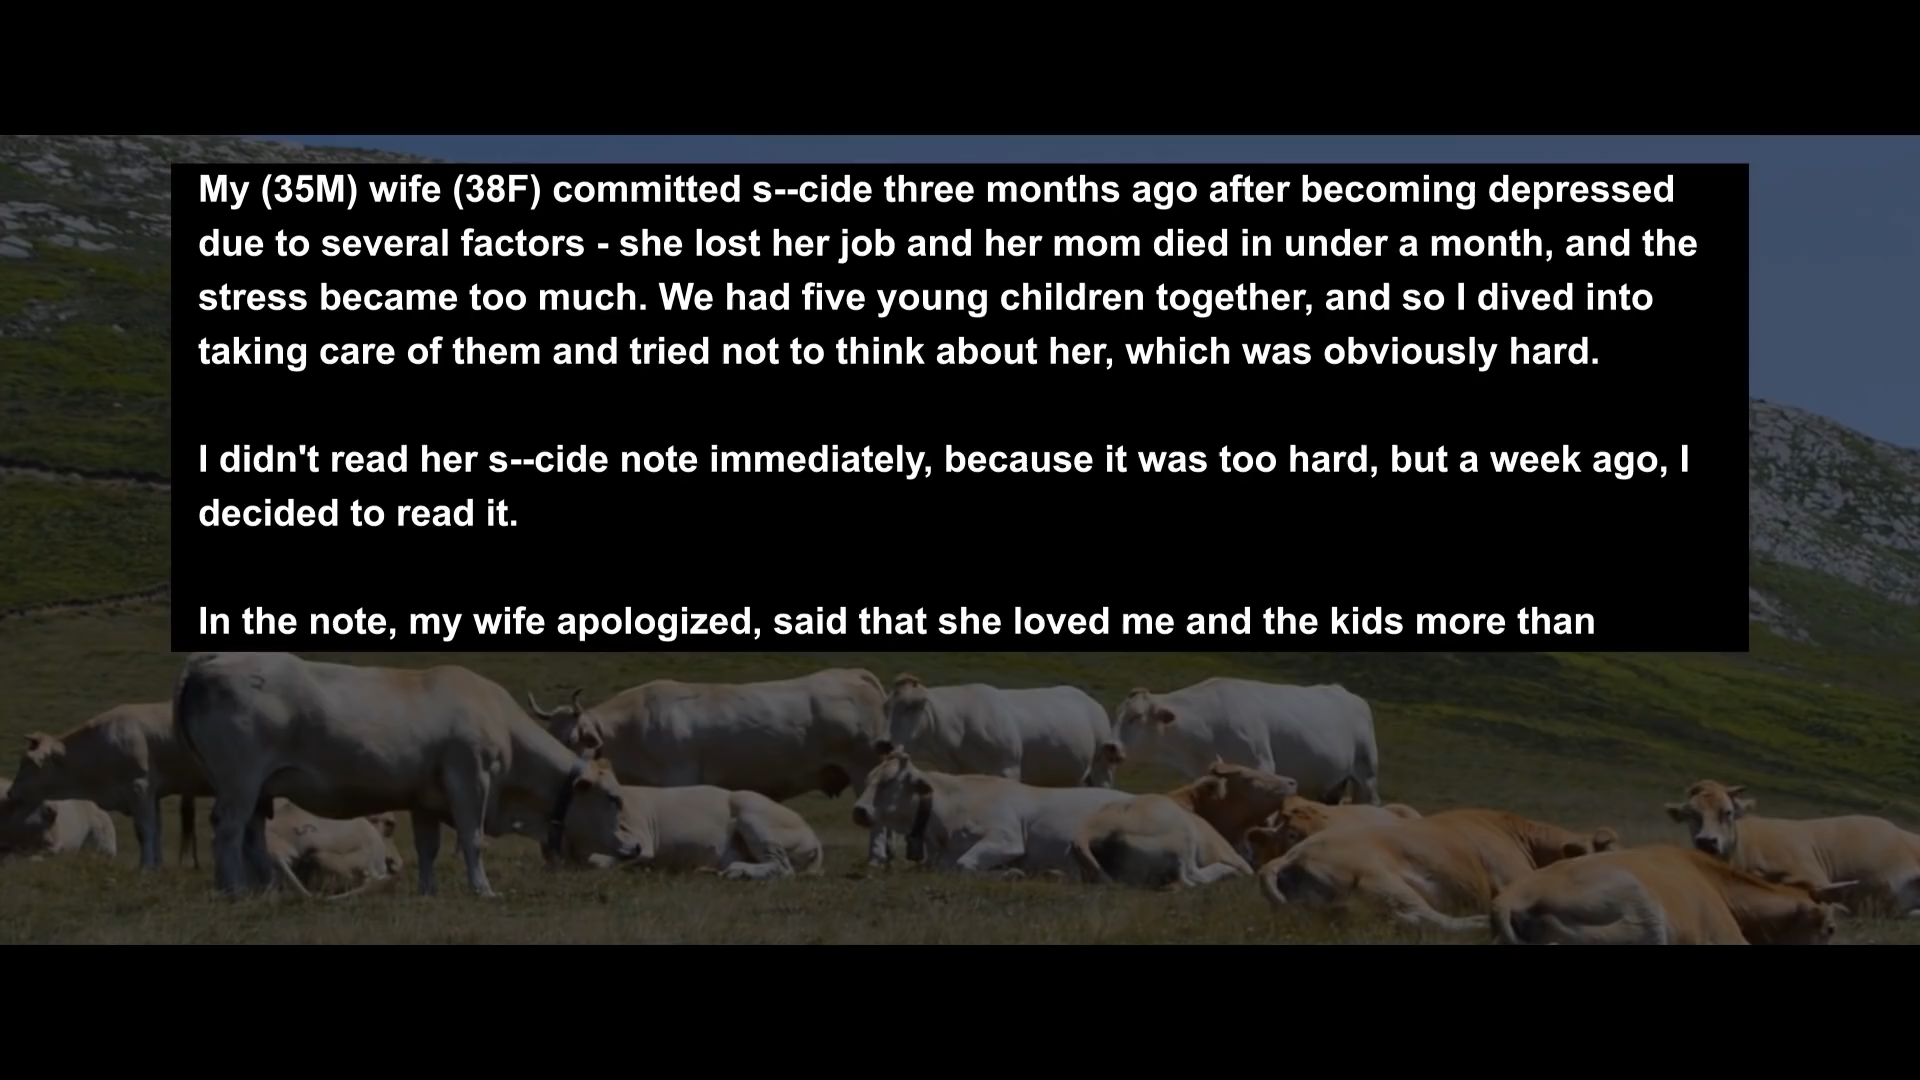 My (35M) wife (38F) committed s--cide three months ago after becoming depressed
due to several factors - she lost her job and her mom died in under a month, and the
stress became too much. We had five young children together, and so I dived into
taking care of them and tried not to think about her, which was obviously hard.
I didn't read her s--cide note immediately, because it was too hard, but a week ago, I
decided to read it.
In the note, my wife apologized, said that she loved me and the kids more than